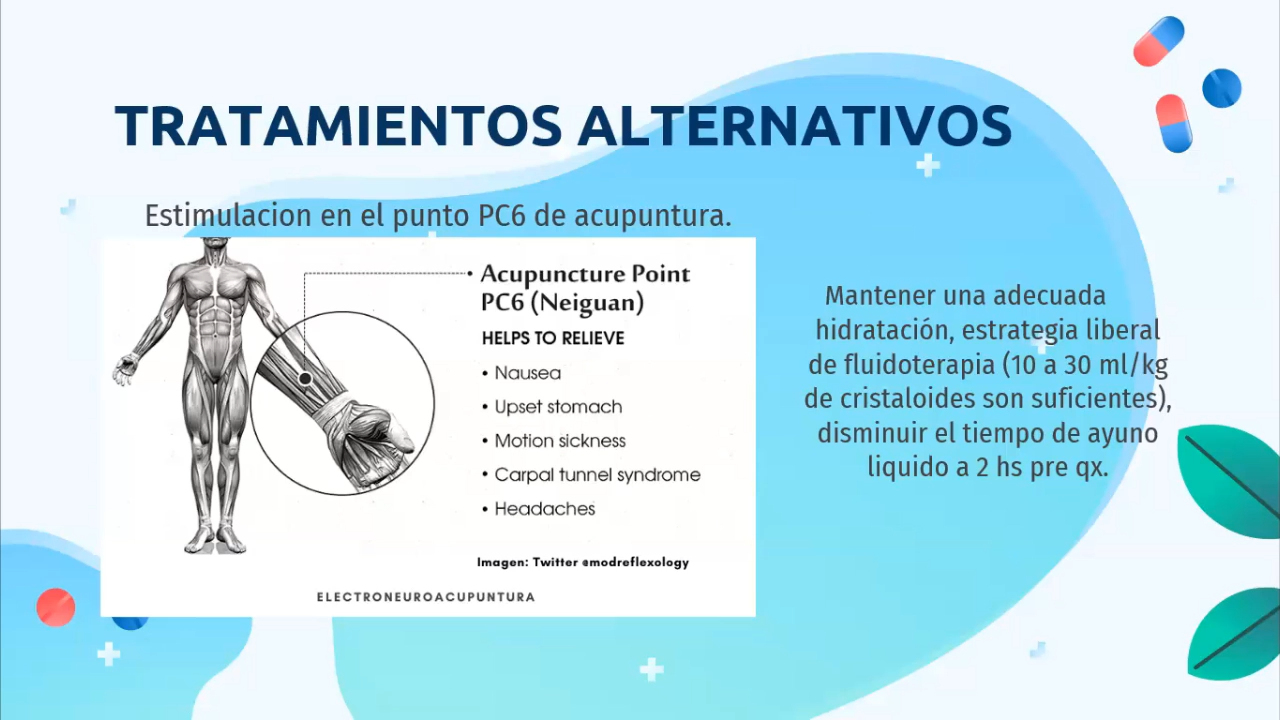 TRATAMIENTOS ALTERNATIVOS
Estimulacion en el punto PC6 de acupuntura.
• Acupuncture Point
PC6 (Neiguan)
HELPS TO RELIEVE
• Nausea
• Upset stomach
• Motion sickness
• Carpal tunnel syndrome
• Headaches
Imagen: Twitter @modreflexology
ELECTRONEUROACUPUNTURA
Mantener una adecuada
hidratación, estrategia liberal
de fluidoterapia (10 a 30 ml/kg
de cristaloides son suficientes),
disminuir el tiempo de ayuno
liquido a 2 hs pre qx.